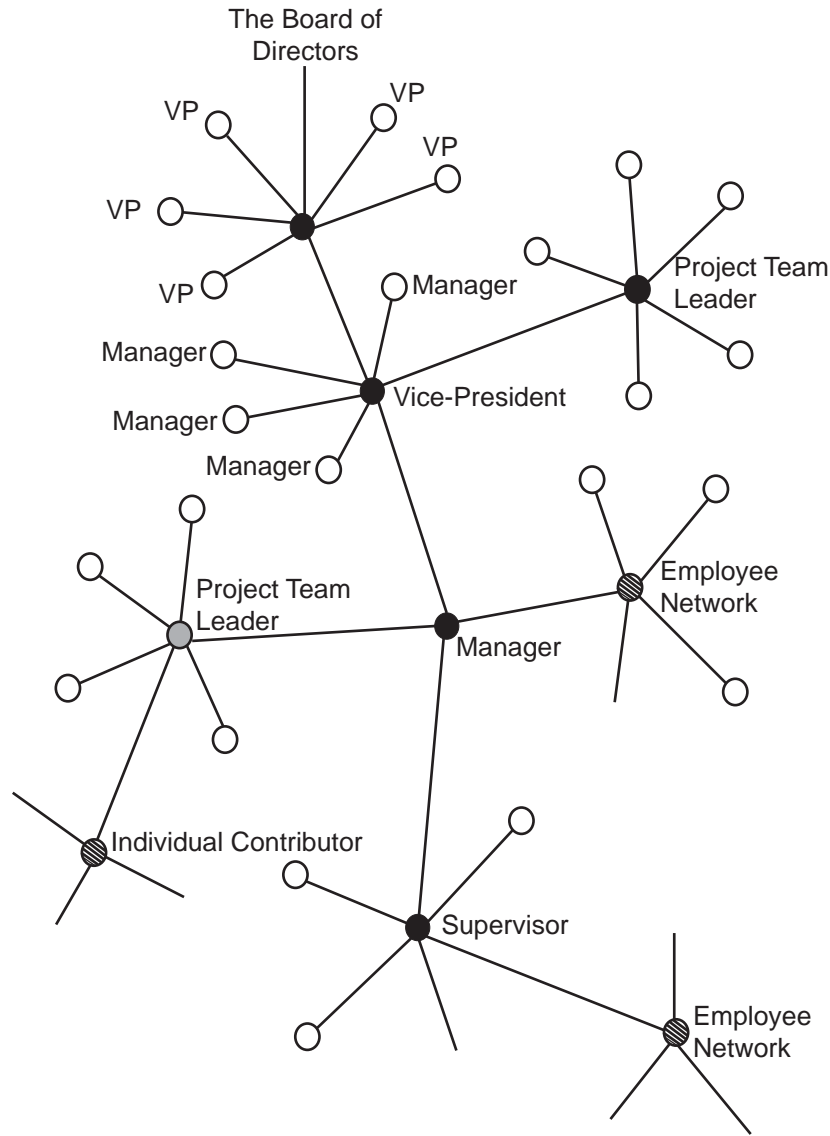 The Board of
Directors
VP
VP
VP
VP
VP
Project Team
Leader
Manager
Manager
Vice-President
Manager
Manager
Employee
Network
Project Team
Leader
Manager
Individual Contributor
Supervisor
Employee
Network